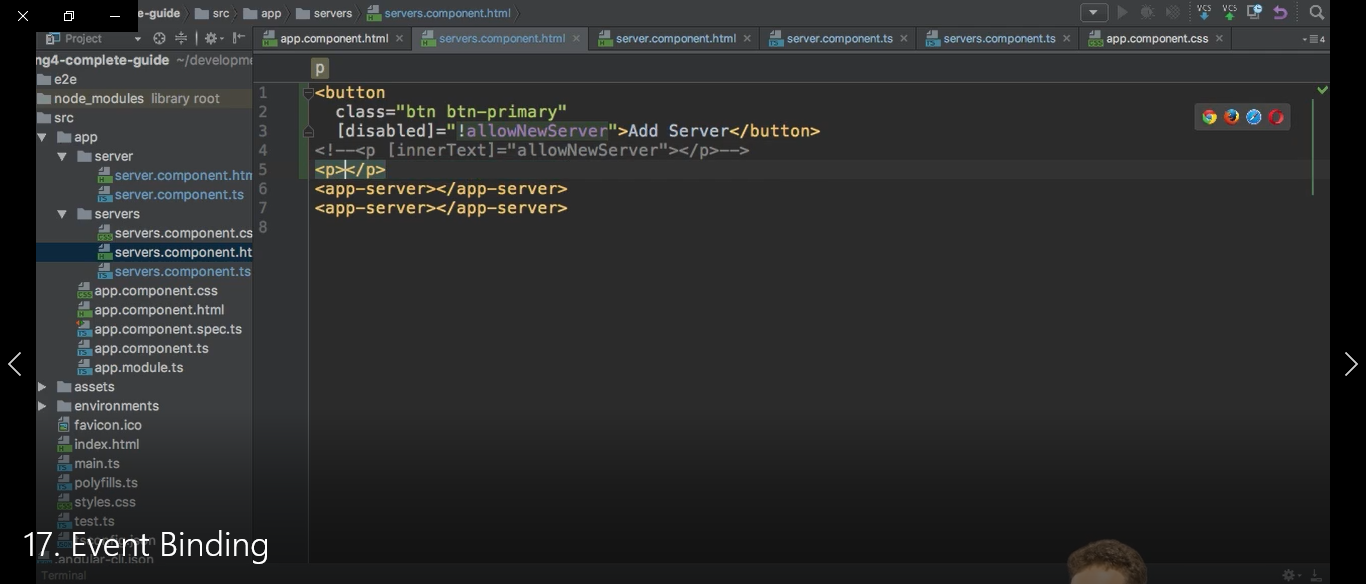 e-guide src app servers servers.component.html
Project
app.component.html servers.component.html server.component.html server.component.ts servers.component.ts app.component.css 4
ng4-complete-guide ~/developme
p
e2e
node_modules library root
src
app
server
server.component.htm
server.component.ts
servers
servers.component.cs
servers.component.ht
servers.component.ts
app.component.css
app.component.html
app.component.spec.ts
app.component.ts
app.module.ts
assets
environments
favicon.ico
index.html
main.ts
polyfills.ts
styles.css
test.ts
.angular-cli.json
1 <button
2 class="btn btn-primary"
3 [disabled]="!allowNewServer">Add Server</button>
4 <!--<p [innerText]="allowNewServer"></p>-->
5 <p></p>
6 <app-server></app-server>
7 <app-server></app-server>
8
VCS VCS
17. Event Binding
Terminal